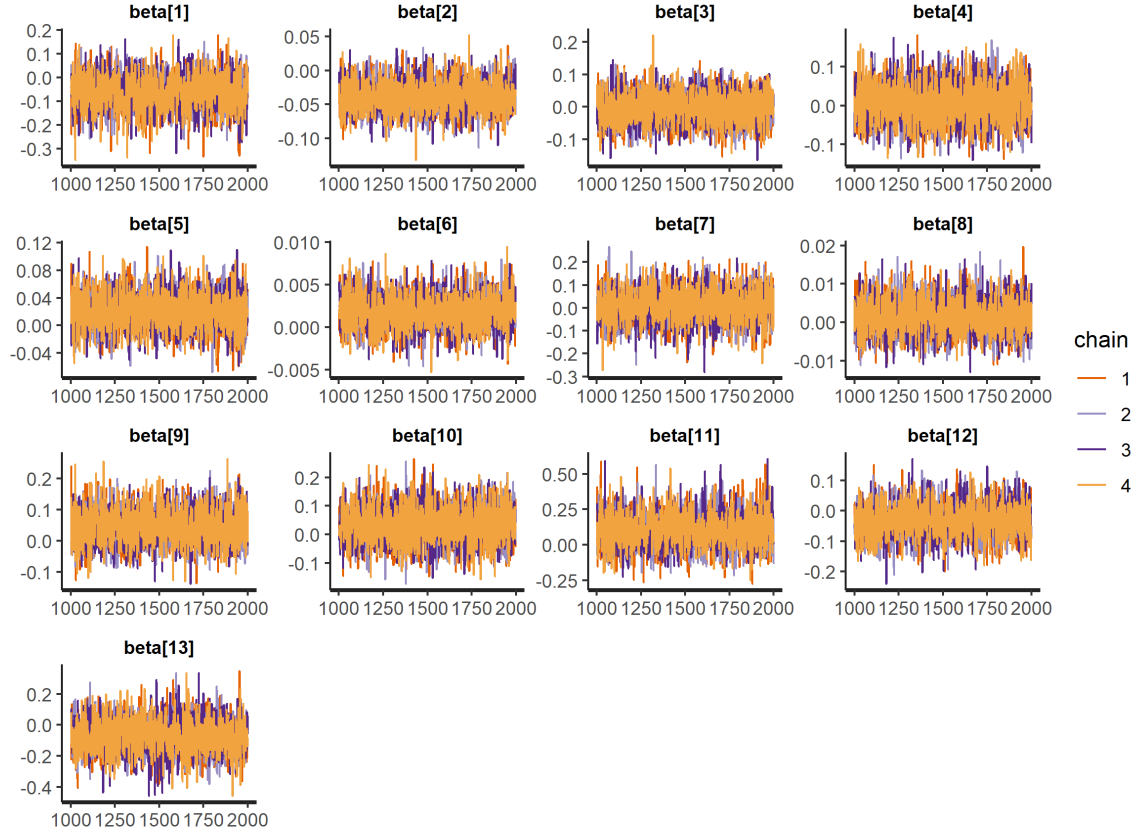 beta[1] beta[2] beta[3] beta[4]
0.2 0.1 0.0 -0.1 -0.2 -0.3
0.05 0.00 -0.05 -0.10
0.2 0.1 0.0 -0.1
0.1 0.0 -0.1
1000 1250 1500 1750 2000 1000 1250 1500 1750 2000 1000 1250 1500 1750 2000 1000 1250 1500 1750 2000
beta[5] beta[6] beta[7] beta[8]
0.12 0.08 0.04 0.00 -0.04
0.010 0.005 0.000 -0.005
0.2 0.1 0.0 -0.1 -0.2 -0.3
0.02 0.01 0.00 -0.01
1000 1250 1500 1750 2000 1000 1250 1500 1750 2000 1000 1250 1500 1750 2000 1000 1250 1500 1750 2000
beta[9] beta[10] beta[11] beta[12]
0.2 0.1 0.0 -0.1
0.2 0.1 0.0 -0.1
0.50 0.25 0.00 -0.25
0.1 0.0 -0.1 -0.2
1000 1250 1500 1750 2000 1000 1250 1500 1750 2000 1000 1250 1500 1750 2000 1000 1250 1500 1750 2000
beta[13]
0.2 0.0 -0.2 -0.4
1000 1250 1500 1750 2000
chain
1
2
3
4